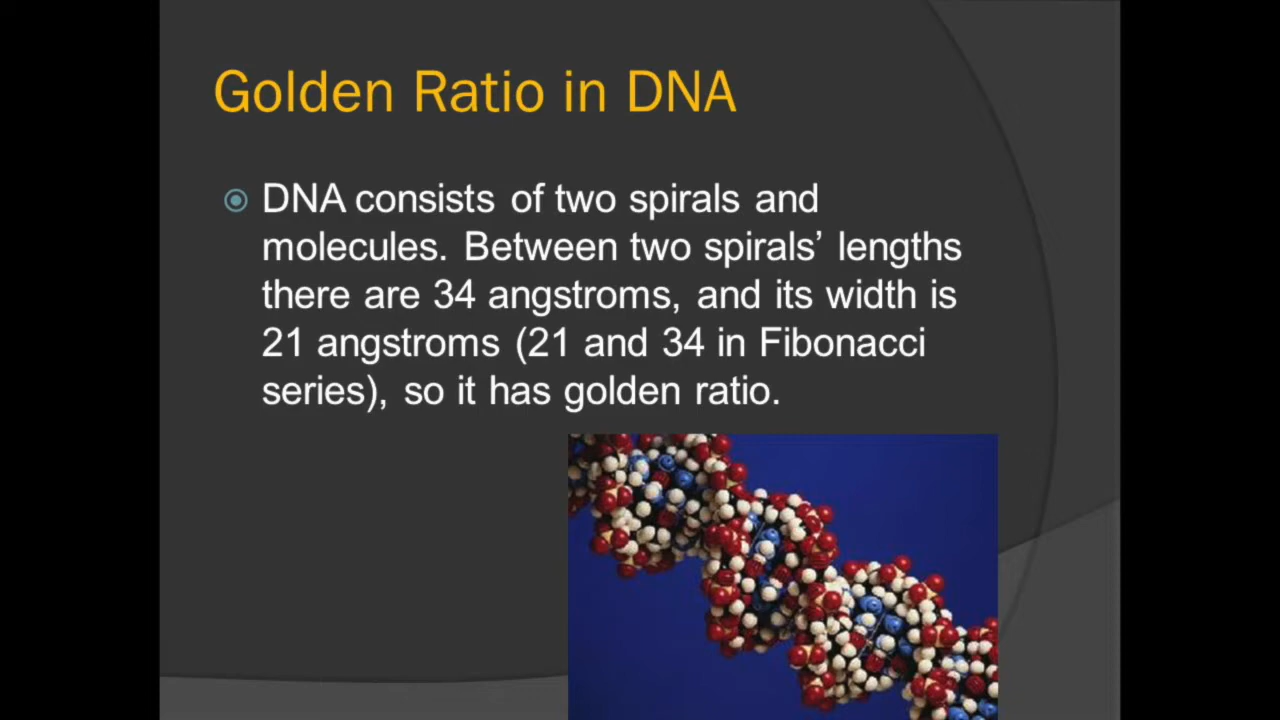 Golden Ratio in DNA
DNA consists of two spirals and
molecules. Between two spirals’ lengths
there are 34 angstroms, and its width is
21 angstroms (21 and 34 in Fibonacci
series), so it has golden ratio.